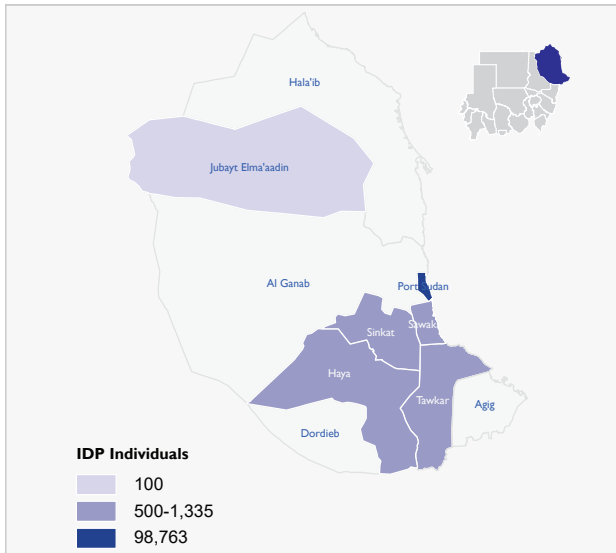 Hala'ib
Jubayt Elma'aadin
Al Ganab
Port Sudan
Sawak
Sinkat
Haya
Tawkar
Agig
Dordieb
IDP Individuals
100
500-1,335
98,763